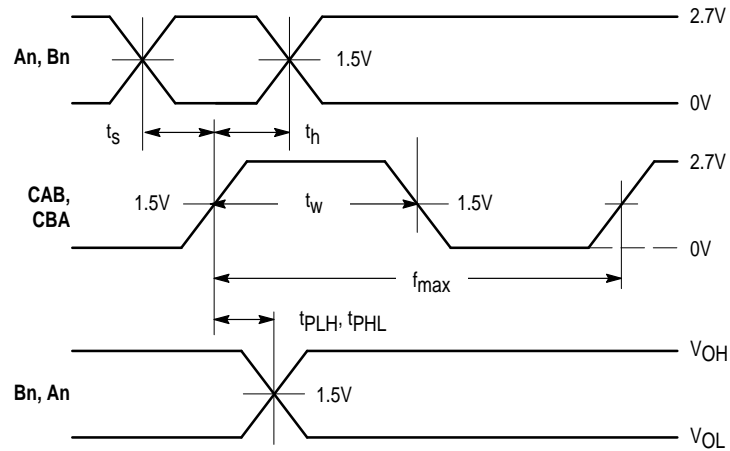 2.7V
An, Bn
1.5V
0V
ts
th
2.7V
CAB,
CBA
1.5V
tw
1.5V
0V
fmax
tPLH, tPHL
VOH
Bn, An
1.5V
VOL